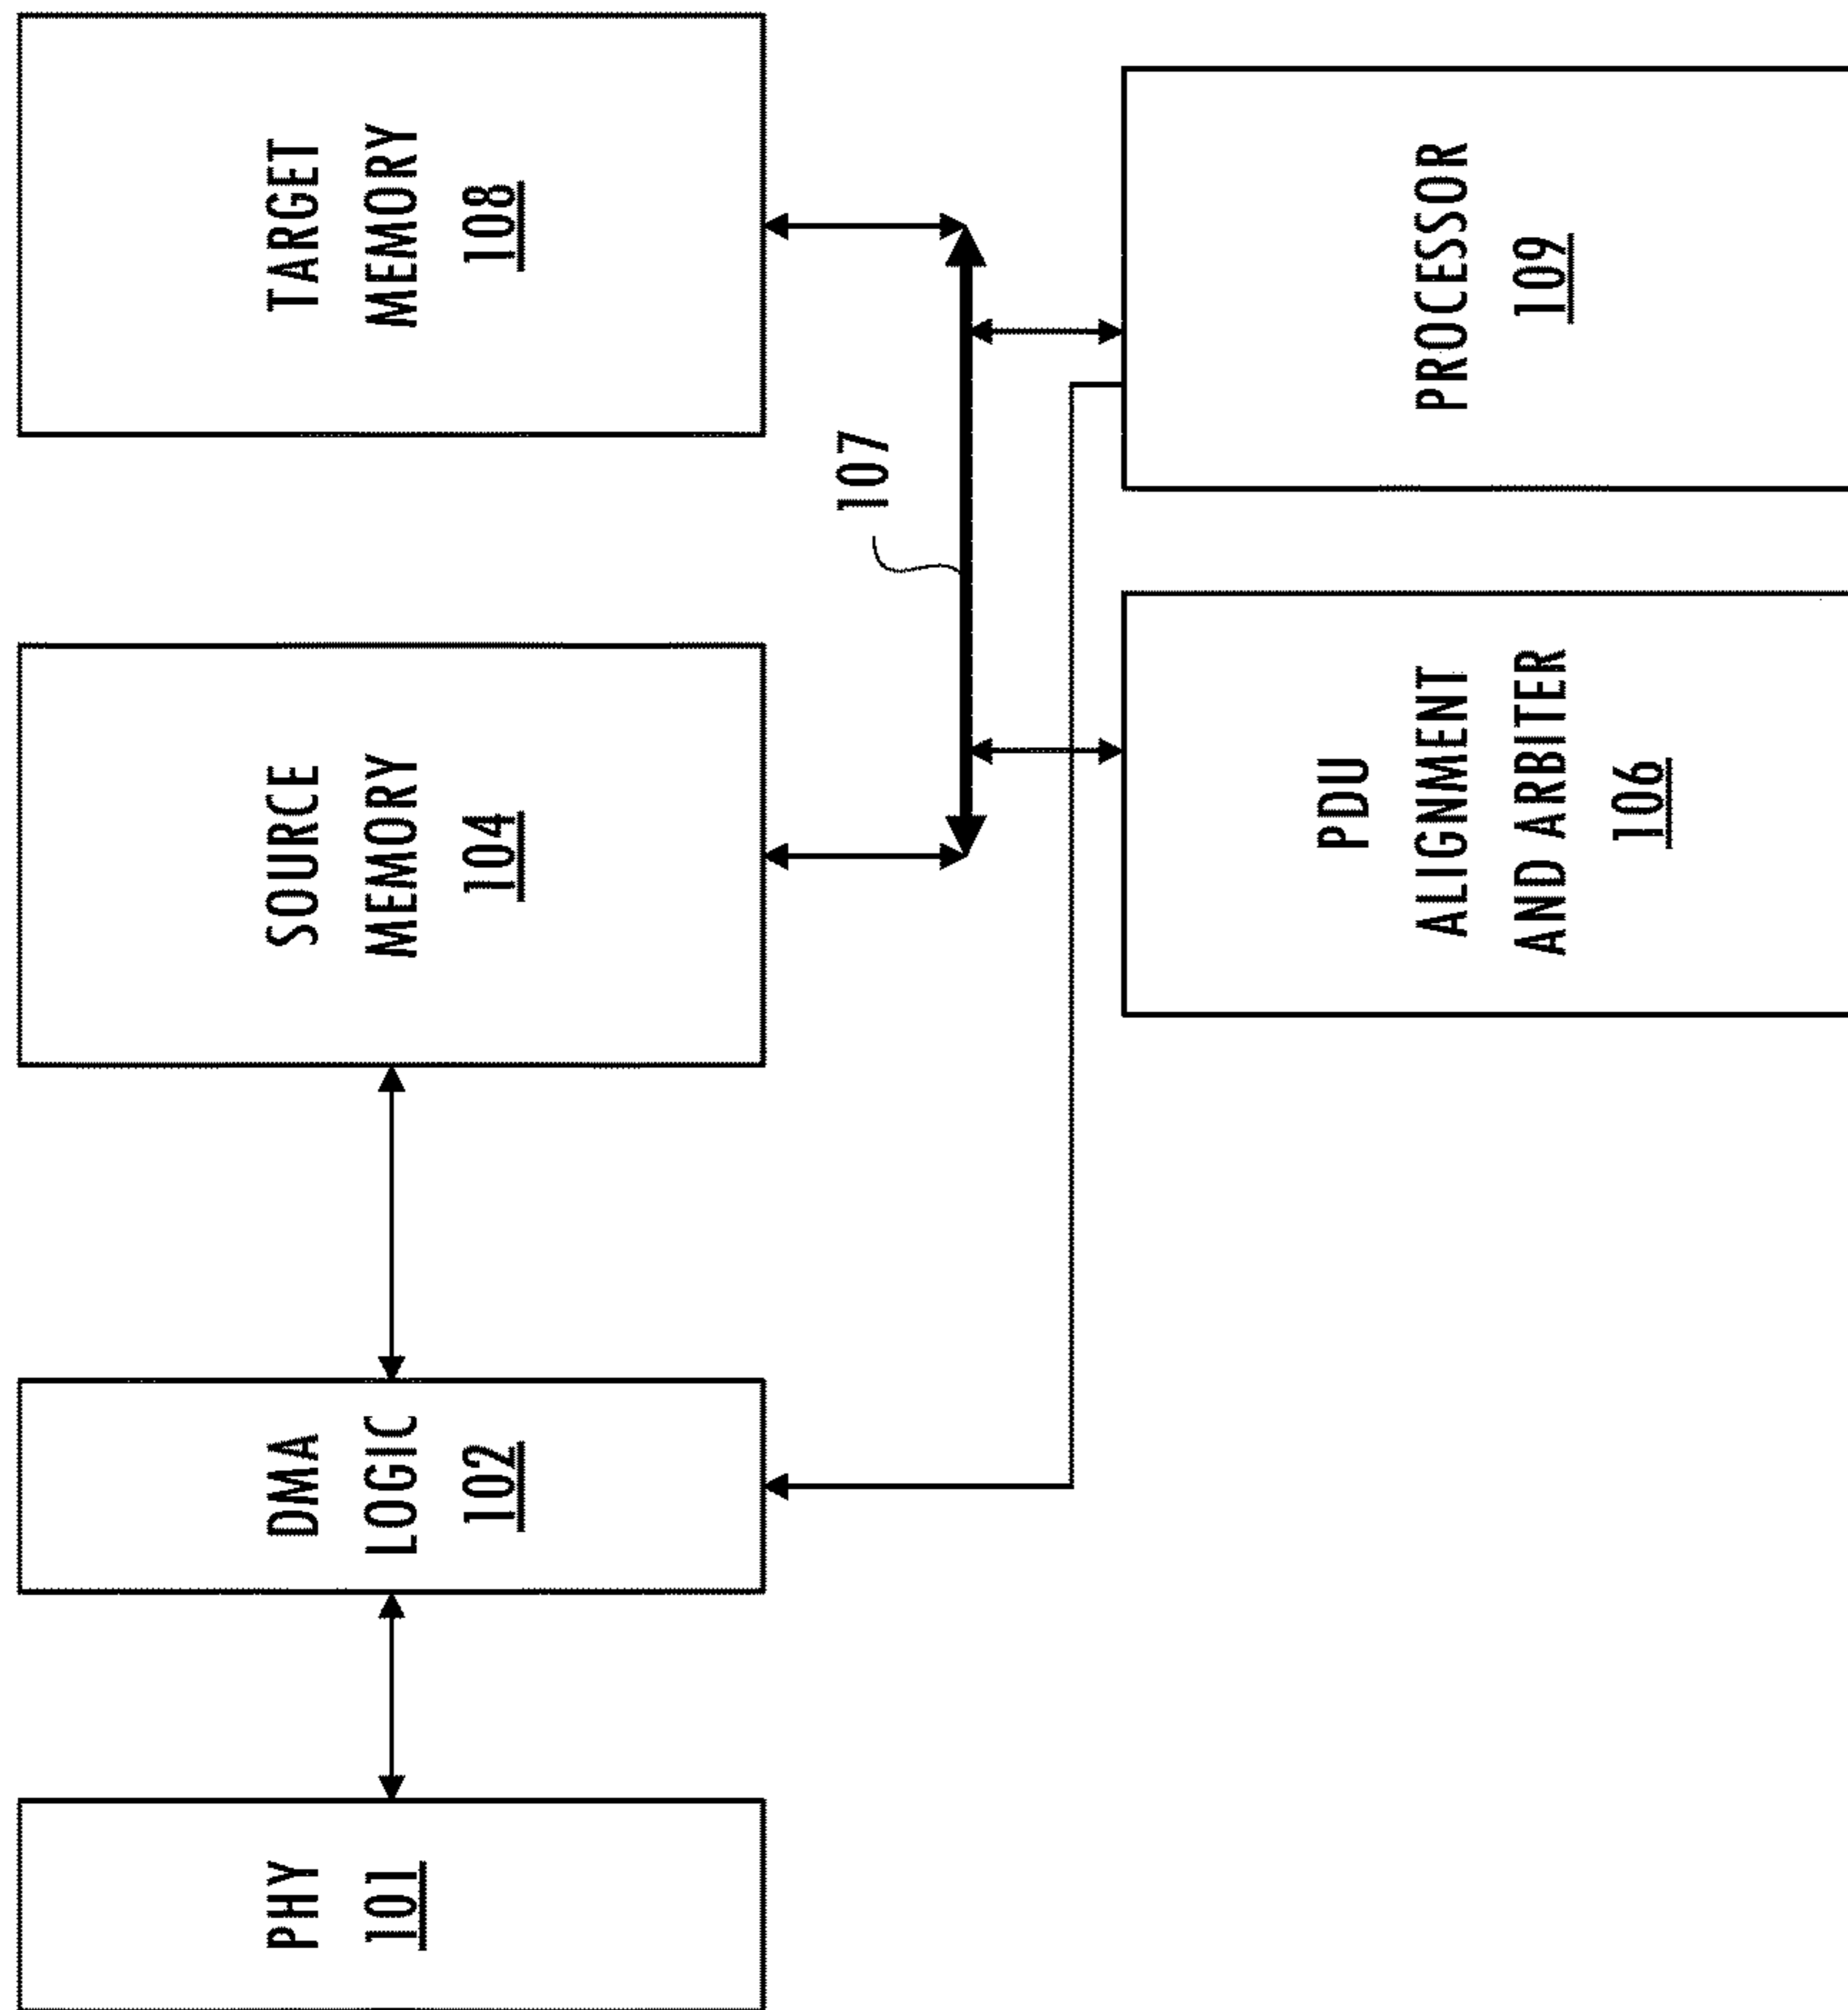 PHY
101
DMA
LOGIC
102
SOURCE
MEMORY
104
TARGET
MEMORY
108
107
PDU
ALIGNMENT
AND ARBITER
106
PROCESSOR
109